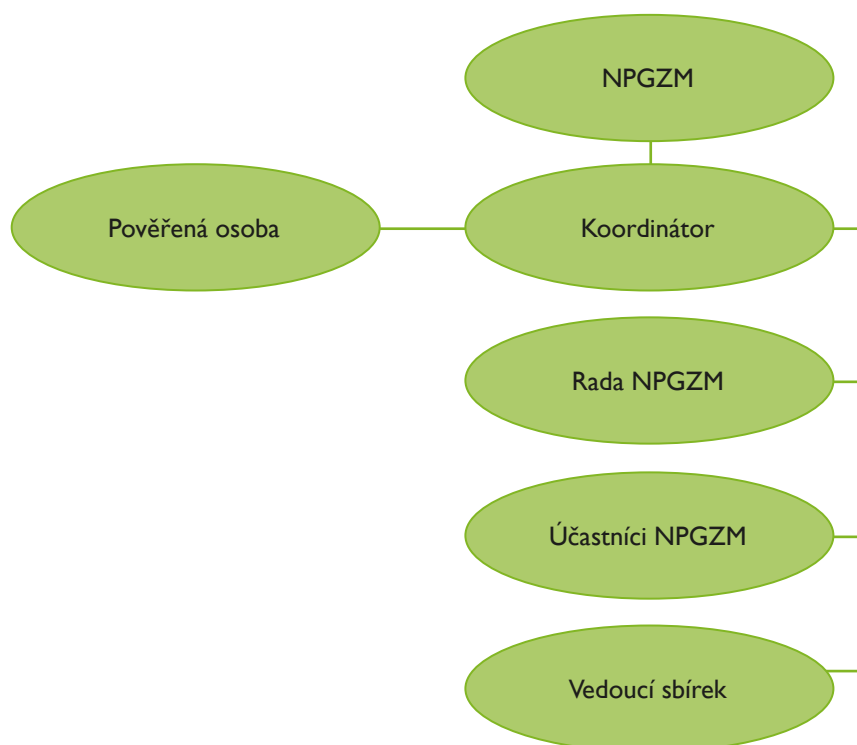 NPGZM
Pověřená osoba
Koordinátor
Rada NPGZM
Účastníci NPGZM
Vedoucí sbírek